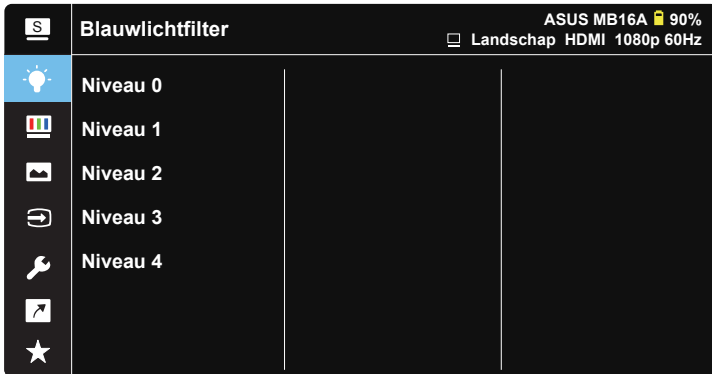 S
Blauwlichtfilter
ASUS MB16A 90%
Landschap HDMI 1080p 60Hz
Niveau 0
Niveau 1
Niveau 2
Niveau 3
Niveau 4